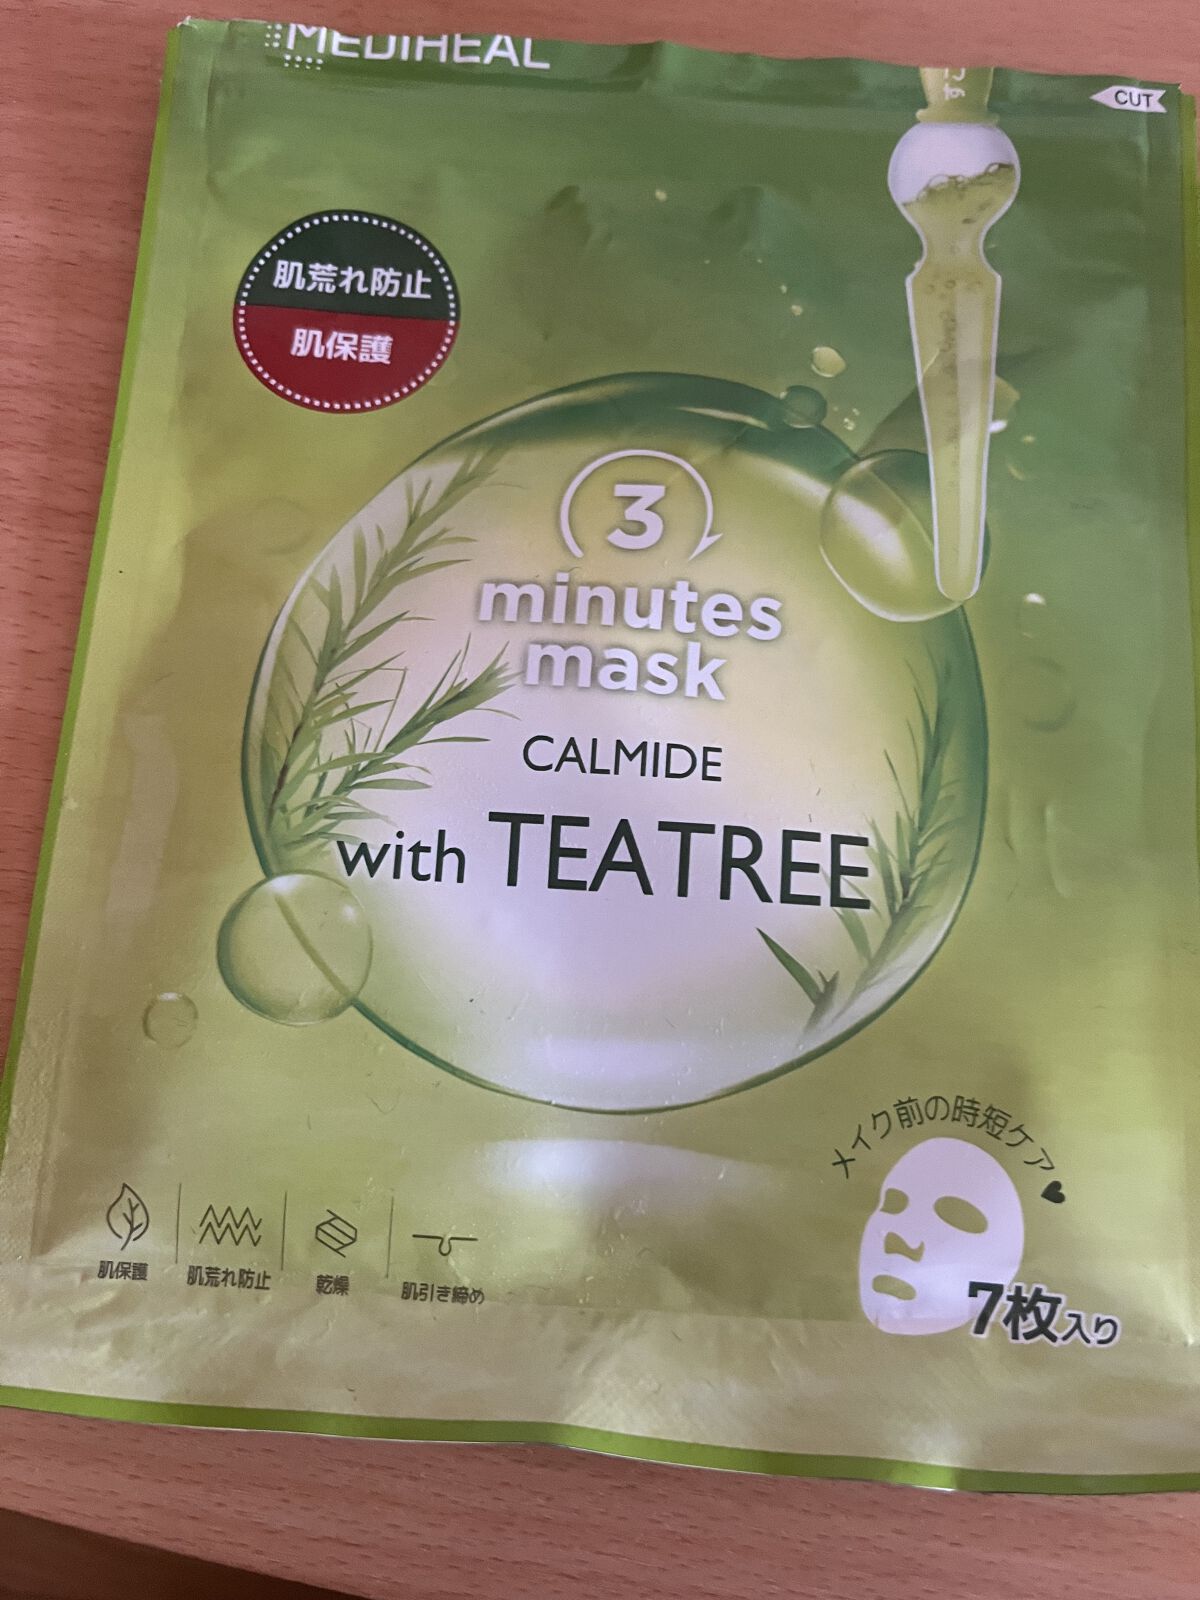 MEDIHEAL
CUT
肌荒れ防止
肌保護
3
minutes
mask
CALMIDE
with TEATREE
メイク前の時短ケア♥
7枚入り
肌保護
肌荒れ防止
乾燥
肌引き締め